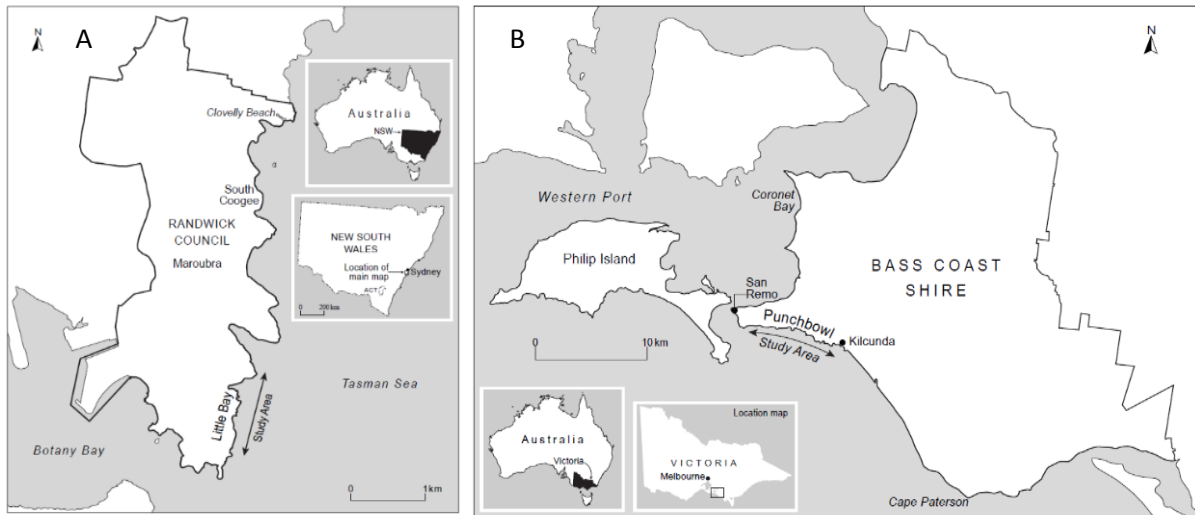 A
N
Clovelly Beach
Australia
NSW
South
Coogee
RANDWICK
COUNCIL
Maroubra
NEW SOUTH
WALES
Location of
main map
Sydney
ACT
0 200 km
Tasman Sea
Little Bay
Study Area
Botany Bay
0 1km
B
N
Western Port
Coronet
Bay
Philip Island
BASS COAST
SHIRE
San
Remo
Punchbowl
Kilcunda
Study Area
0 10 km
Australia
Victoria
Location map
VICTORIA
Melbourne
Cape Paterson